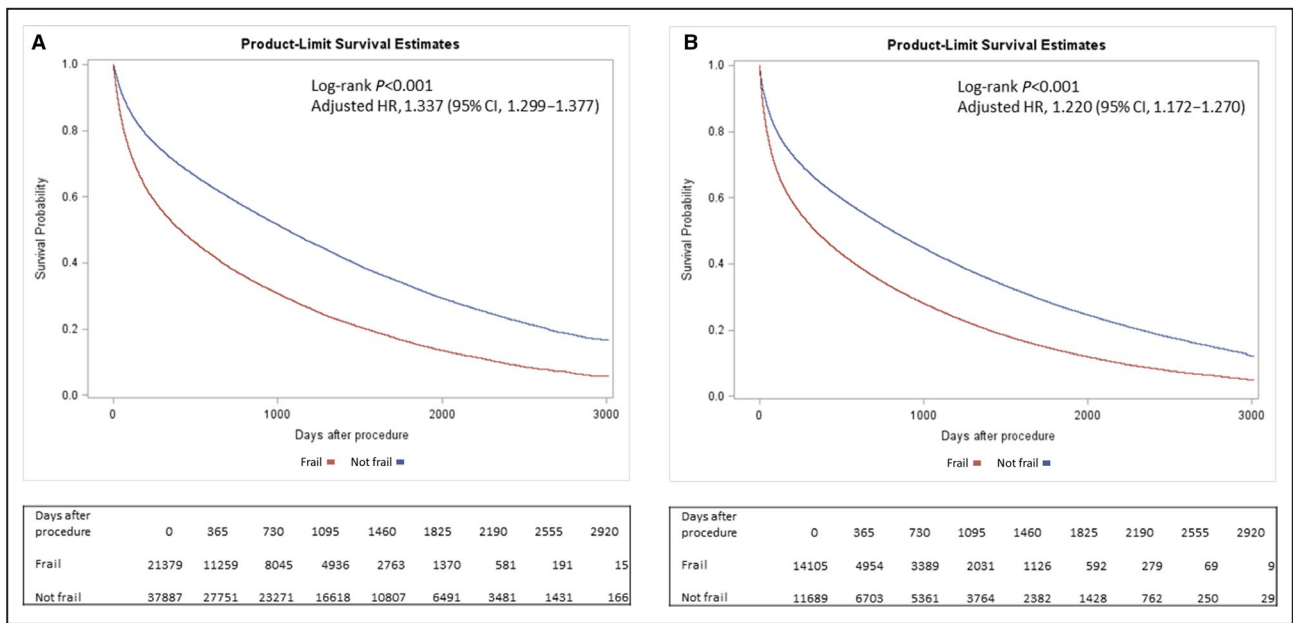 A
Product-Limit Survival Estimates
Log-rank P<0.001
Adjusted HR, 1.337 (95% CI, 1.299–1.377)
Survival Probability
1.0
0.8
0.6
0.4
0.2
0.0
0 1000 2000 3000
Days after procedure
Frail Not frail
Days after
procedure 0 365 730 1095 1460 1825 2190 2555 2920
Frail 21379 11259 8045 4936 2763 1370 581 191 15
Not frail 37887 27751 23271 16618 10807 6491 3481 1431 166
B
Product-Limit Survival Estimates
Log-rank P<0.001
Adjusted HR, 1.220 (95% CI, 1.172–1.270)
Survival Probability
1.0
0.8
0.6
0.4
0.2
0.0
0 1000 2000 3000
Days after procedure
Frail Not frail
Days after
procedure 0 365 730 1095 1460 1825 2190 2555 2920
Frail 14105 4954 3389 2031 1126 592 279 69 9
Not frail 11689 6703 5361 3764 2382 1428 762 250 29